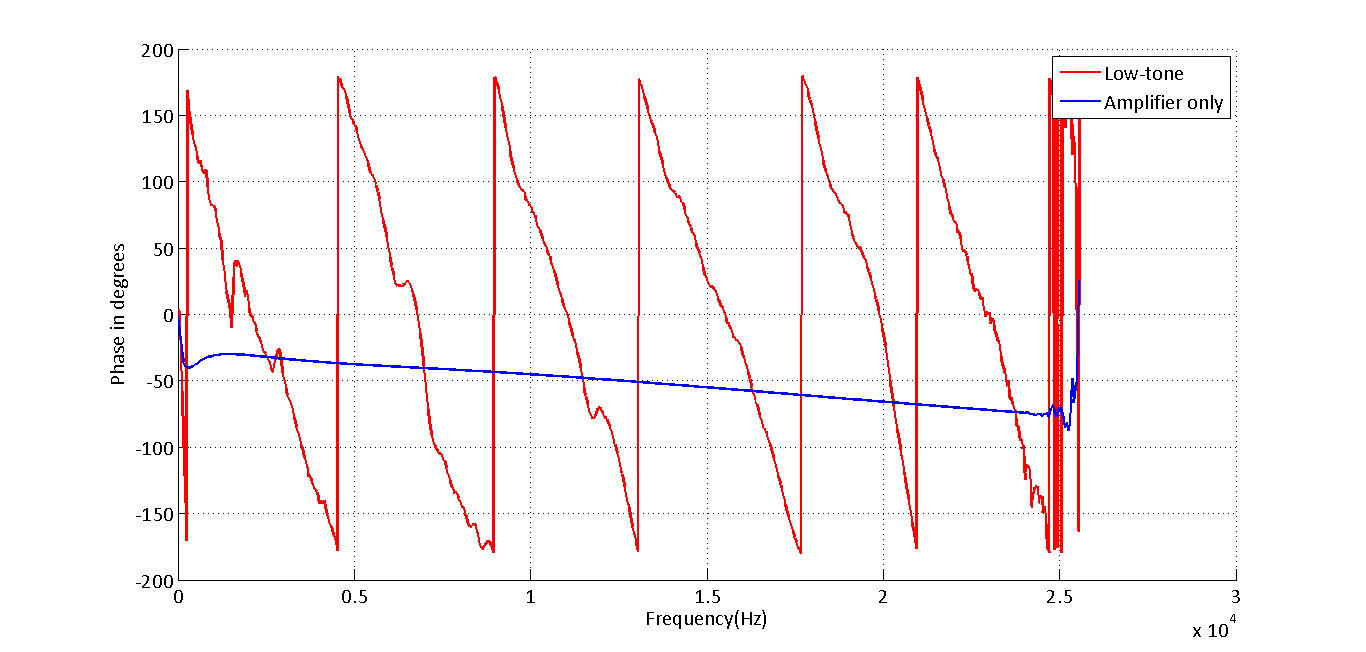 Low-tone
Amplifier only
200
150
100
50
0
-50
-100
-150
-200
Phase in degrees
0 0.5 1 1.5 2 2.5 3
Frequency(Hz)
x 10^4